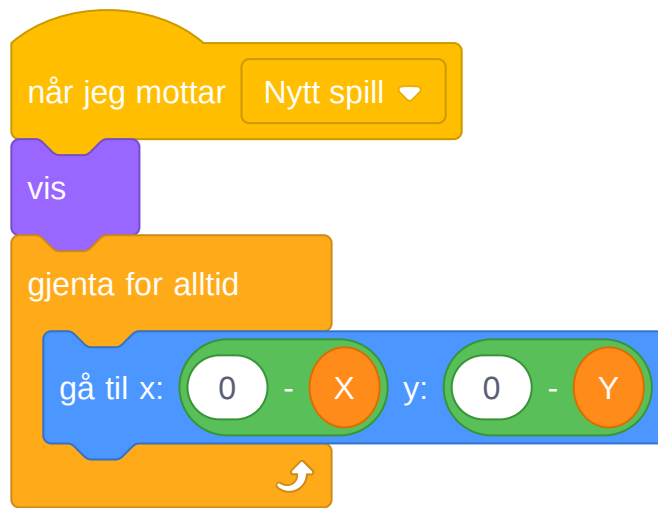 når jeg mottar Nytt spill
vis
gjenta for alltid
gå til x: 0 - X y: 0 - Y